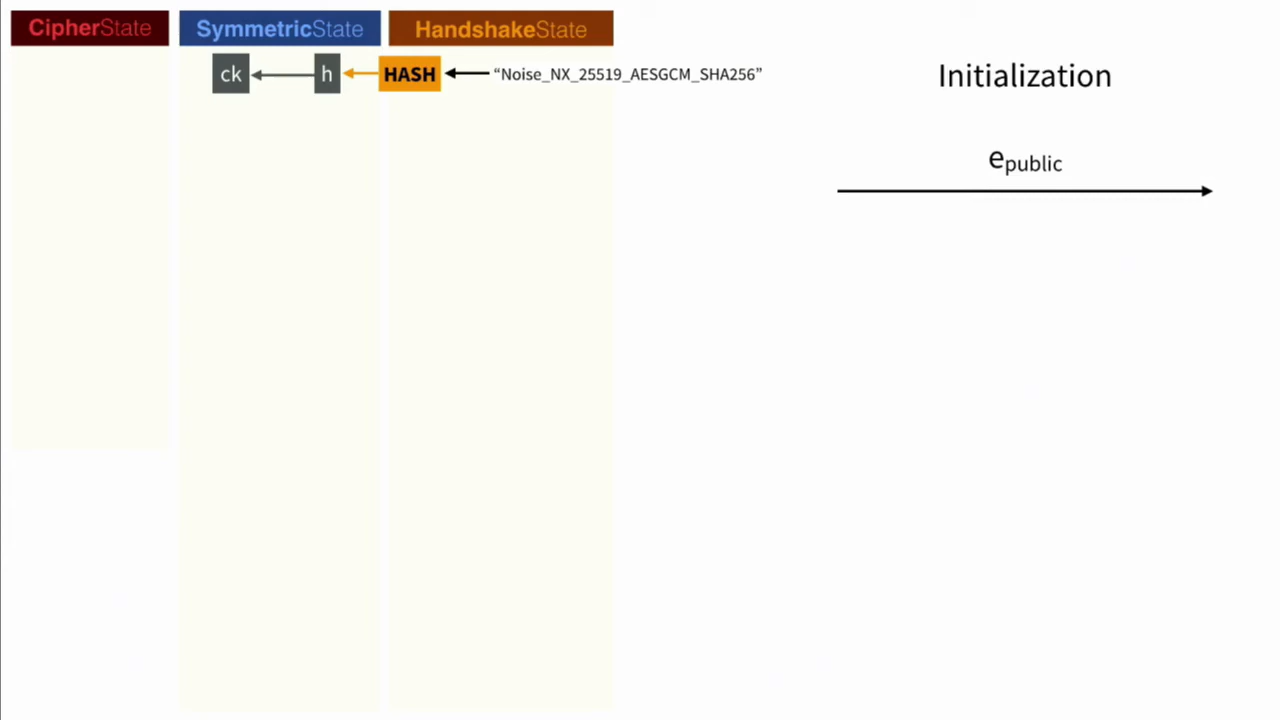 CipherState SymmetricState HandshakeState
ck h HASH “Noise_NX_25519_AESGCM_SHA256”
Initialization
epublic